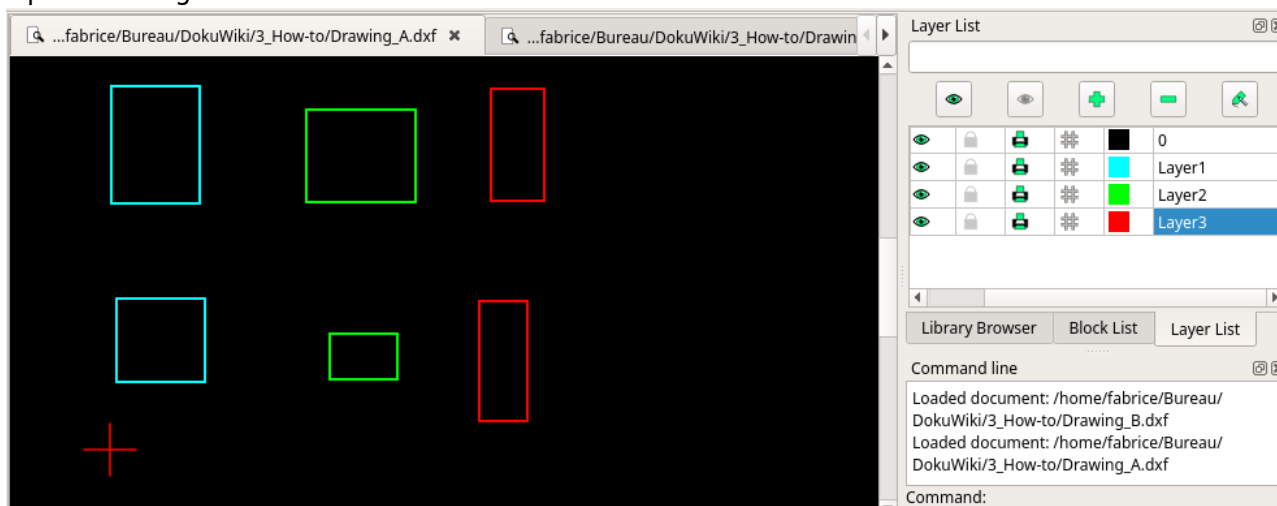 ...fabrice/Bureau/DokuWiki/3_How-to/Drawing_A.dxf
...fabrice/Bureau/DokuWiki/3_How-to/Drawin
Layer List
0
Layer1
Layer2
Layer3
Library Browser
Block List
Layer List
Command line
Loaded document: /home/fabrice/Bureau/
DokuWiki/3_How-to/Drawing_B.dxf
Loaded document: /home/fabrice/Bureau/
DokuWiki/3_How-to/Drawing_A.dxf
Command: